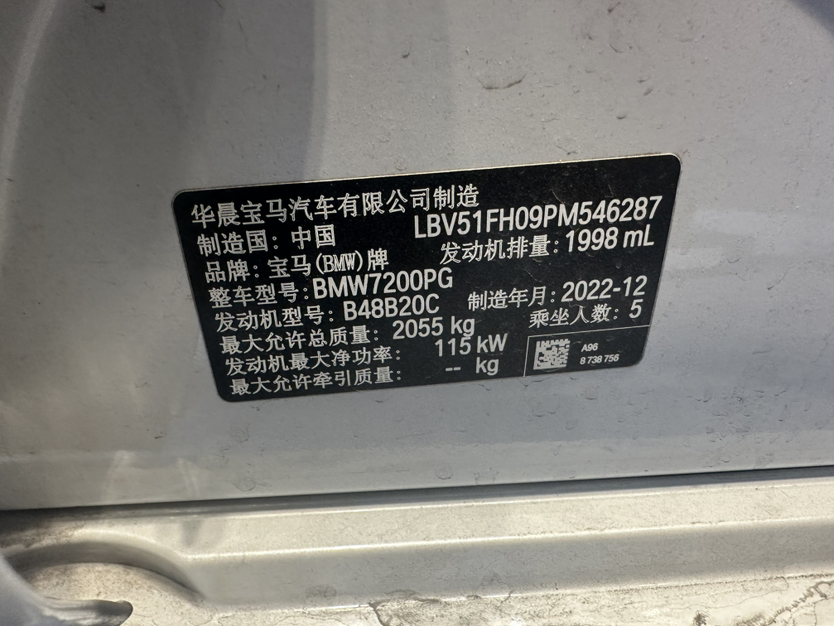 华晨宝马汽车有限公司制造
制造国: 中国 LBV51FH09PM546287
品牌: 宝马(BMW)牌 发动机排量: 1998 mL
整车型号: BMW7200PG
发动机型号: B48B20C 制造年月: 2022-12
最大允许总质量: 2055 kg 乘坐人数: 5
发动机最大净功率: 115 kW
最大允许牵引质量: -- kg
A96
8 738 756